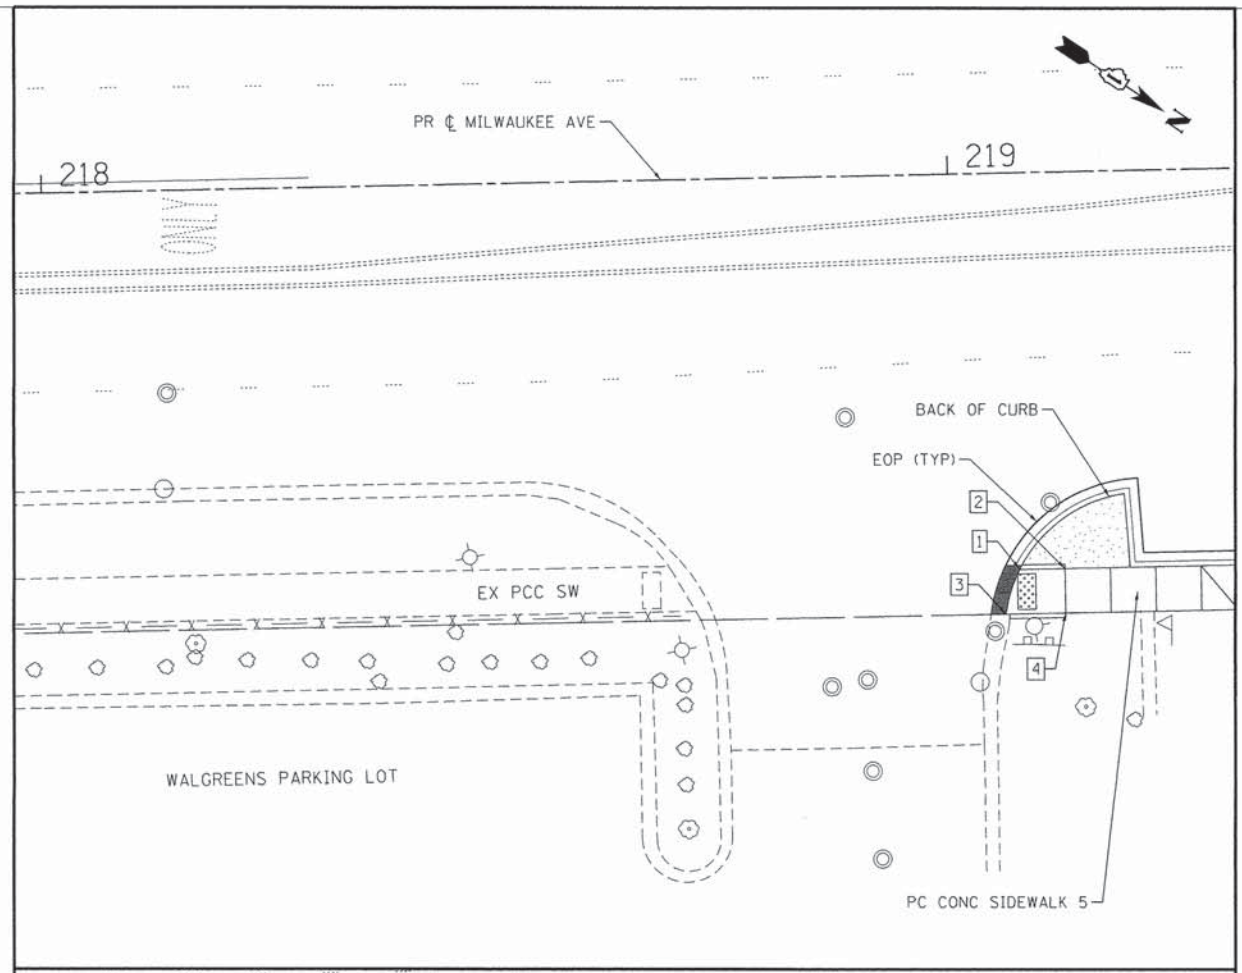 N
PR ℄ MILWAUKEE AVE
218
219
ONLY
BACK OF CURB
EOP (TYP)
2
1
3
EX PCC SW
4
WALGREENS PARKING LOT
PC CONC SIDEWALK 5